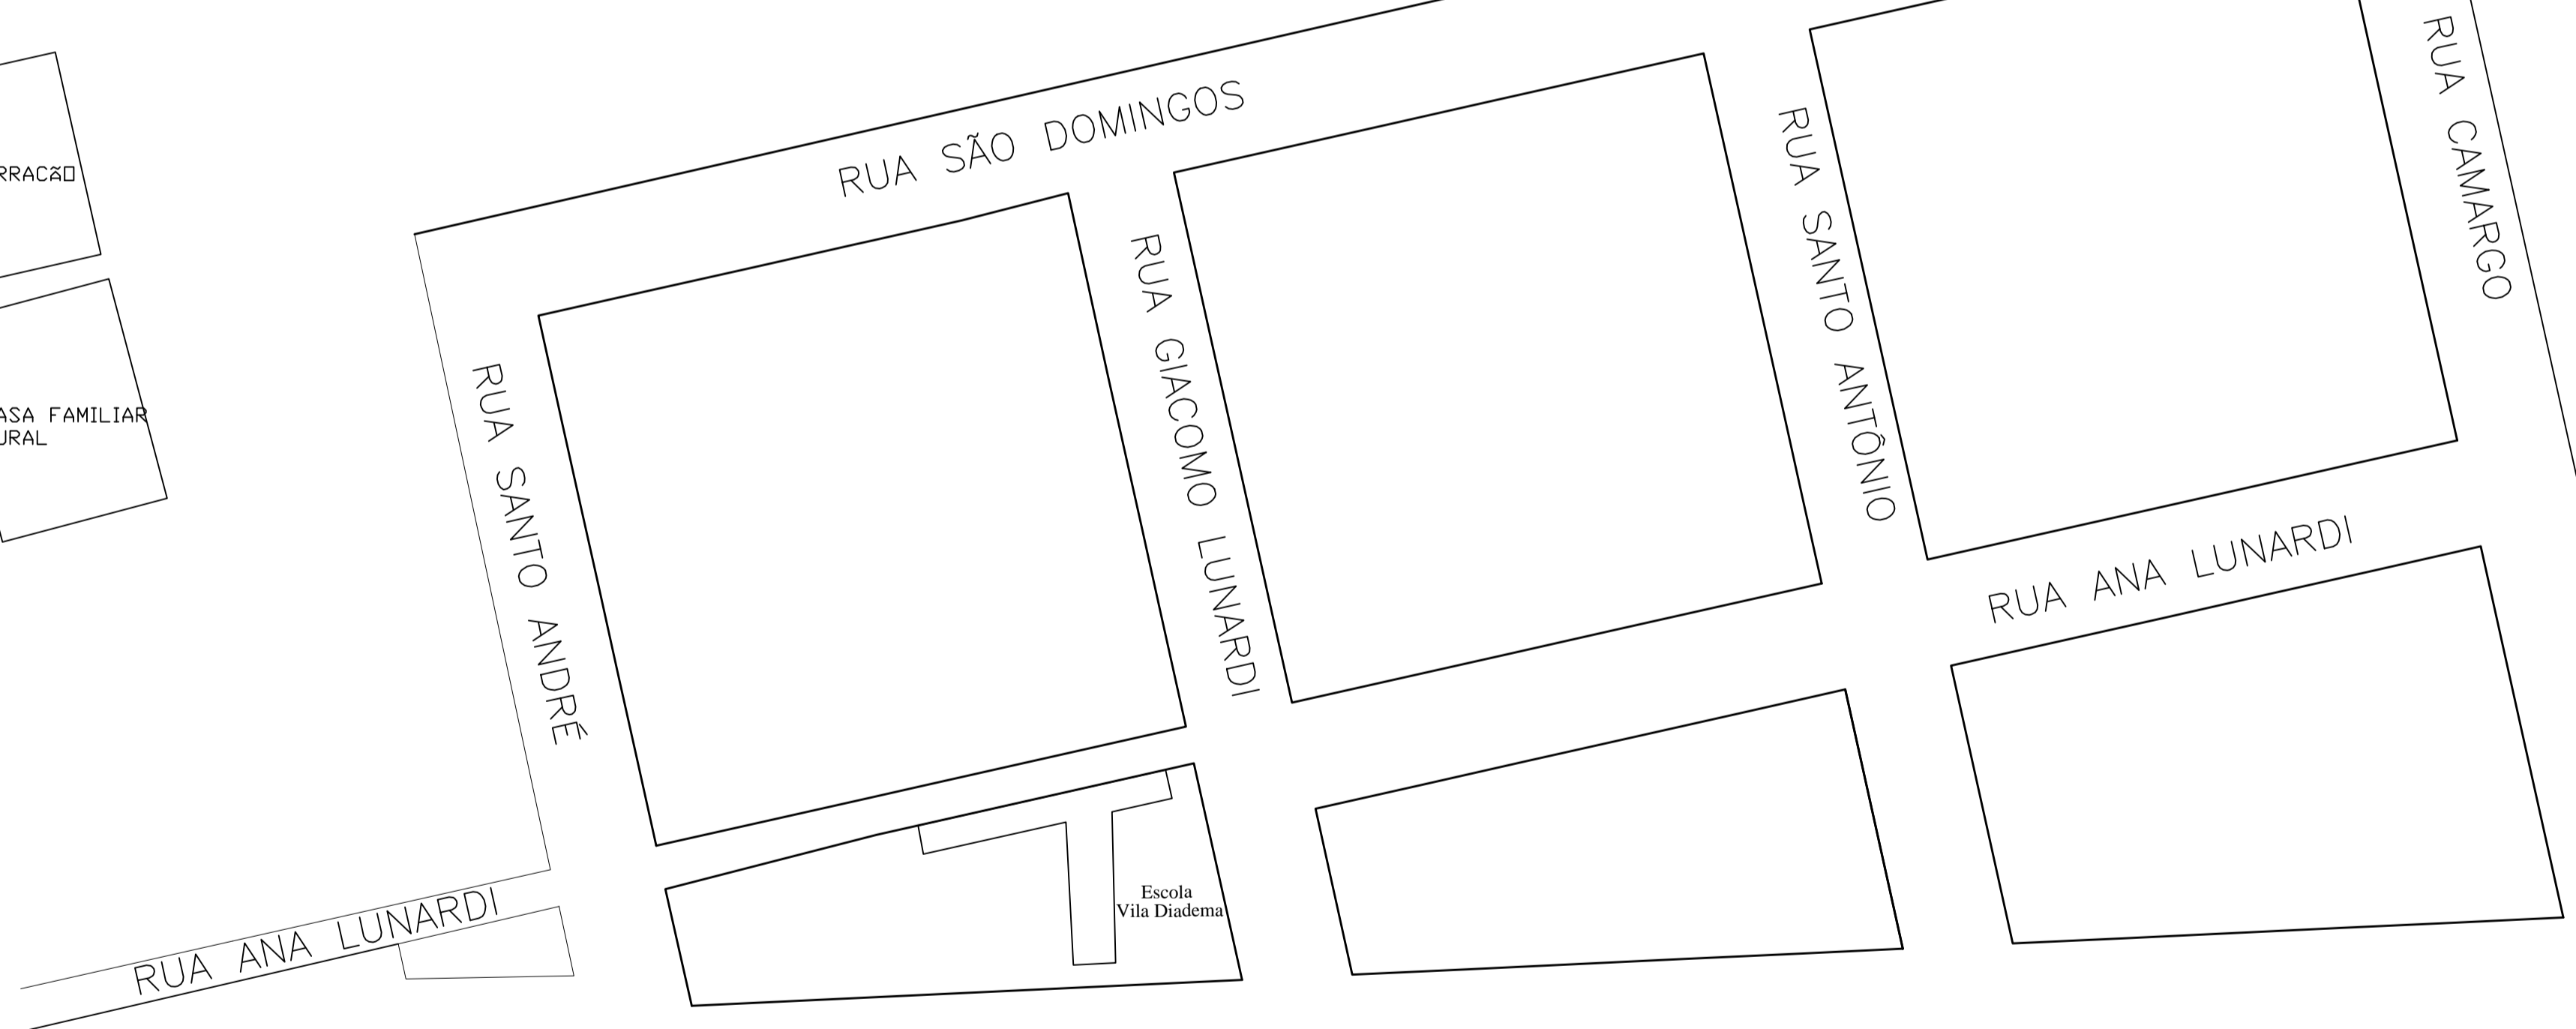 RUA SÃO DOMINGOS
RUA CAMARGO
RUA SANTO ANTÔNIO
RRACãO
RUA GIACOMO LUNARDI
RUA SANTO ANDRÉ
ASA FAMILIAR
URAL
RUA ANA LUNARDI
Escola
Vila Diadema
RUA ANA LUNARDI